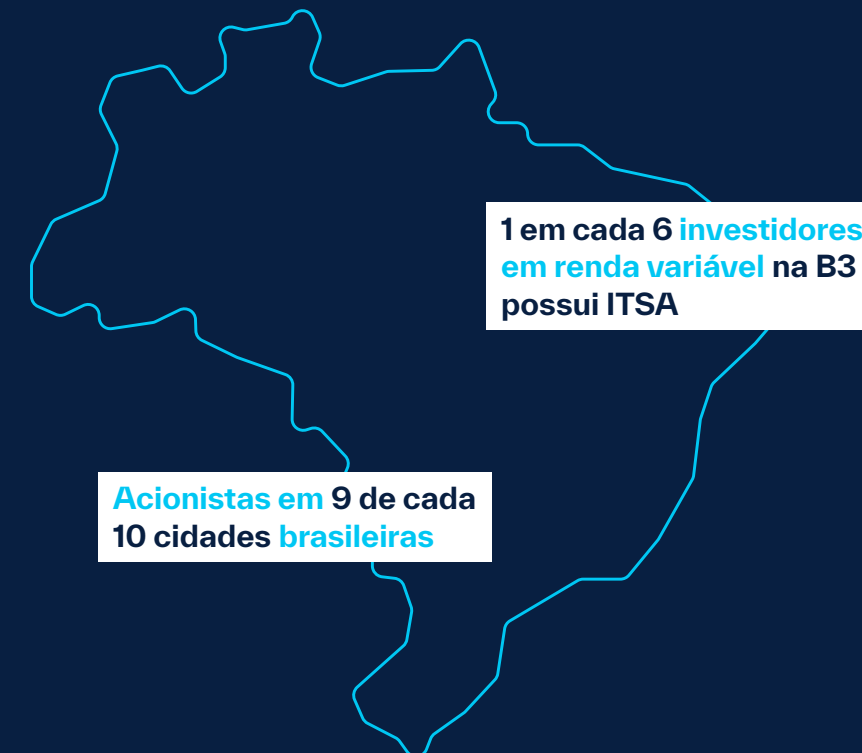 1 em cada 6 investidores
em renda variável na B3
possui ITSA
Acionistas em 9 de cada
10 cidades brasileiras